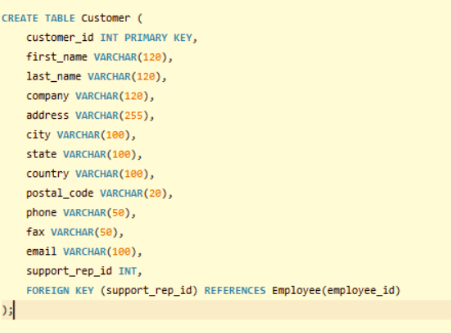 CREATE TABLE Customer (
    customer_id INT PRIMARY KEY,
    first_name VARCHAR(120),
    last_name VARCHAR(120),
    company VARCHAR(120),
    address VARCHAR(255),
    city VARCHAR(100),
    state VARCHAR(100),
    country VARCHAR(100),
    postal_code VARCHAR(20),
    phone VARCHAR(50),
    fax VARCHAR(50),
    email VARCHAR(100),
    support_rep_id INT,
    FOREIGN KEY (support_rep_id) REFERENCES Employee(employee_id)
);